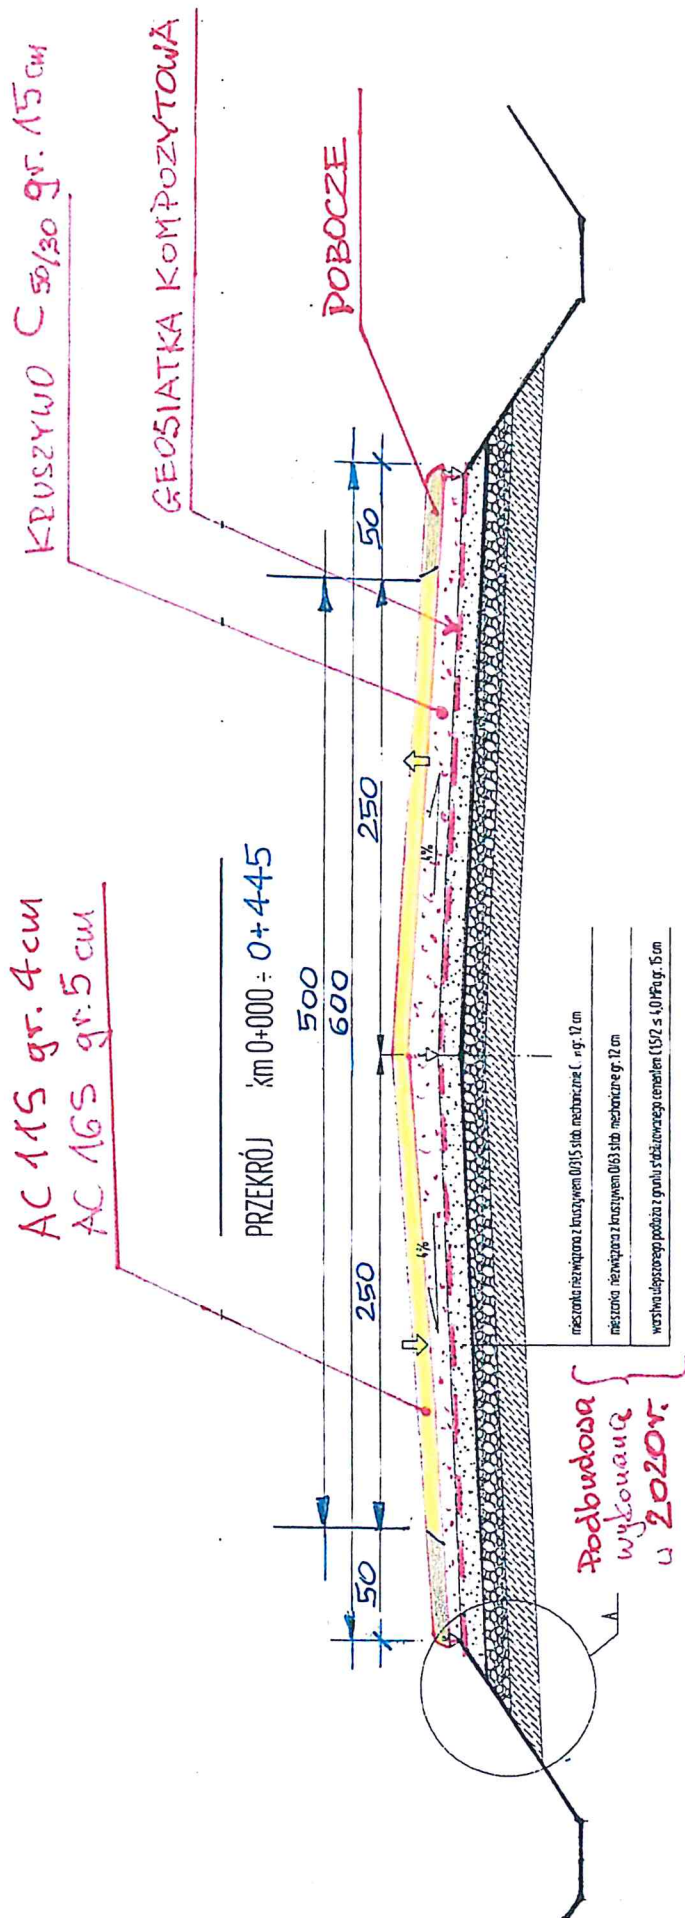 KRUSZYWO C 50/30 gr. 15 cm
GEOSIATKA KOMPOZYTOWA
POBOCZE
AC 11S gr. 4 cm
AC 16S gr. 5 cm
PRZEKRÓJ km 0+000 ÷ 0+445
500
600
50
250
250
50
4%
4%
mieszanka niezwiązana z kruszywem 0/31,5 stab. mechanicznie gr. 12 cm
mieszanka niezwiązana z kruszywem 0/63 stab. mechanicznie gr. 12 cm
warstwa ulepszonego podłoża z gruntu stabilizowanego cementem C1,5/2 ≤ 4,0 MPa gr. 15 cm
Podbudowa
wykonana
w 2020r.
A